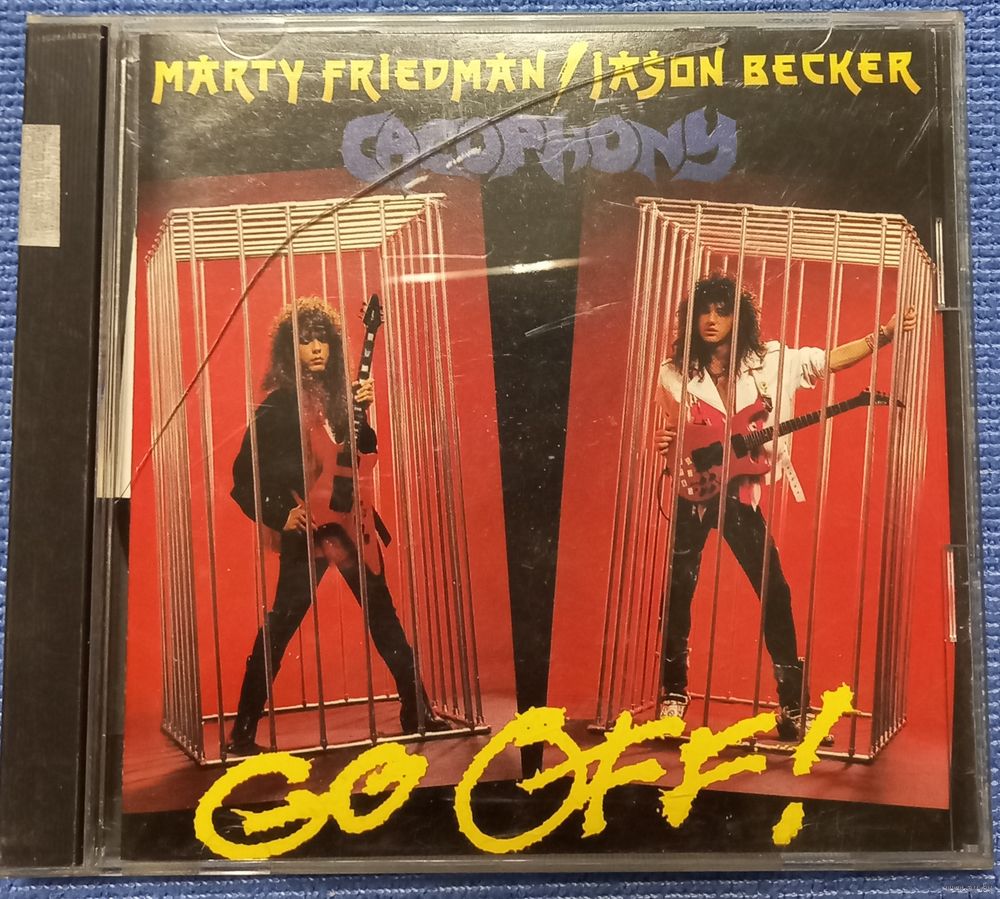 MARTY FRIEDMAN/JASON BECKER
CACOPHONY
GO OFF!